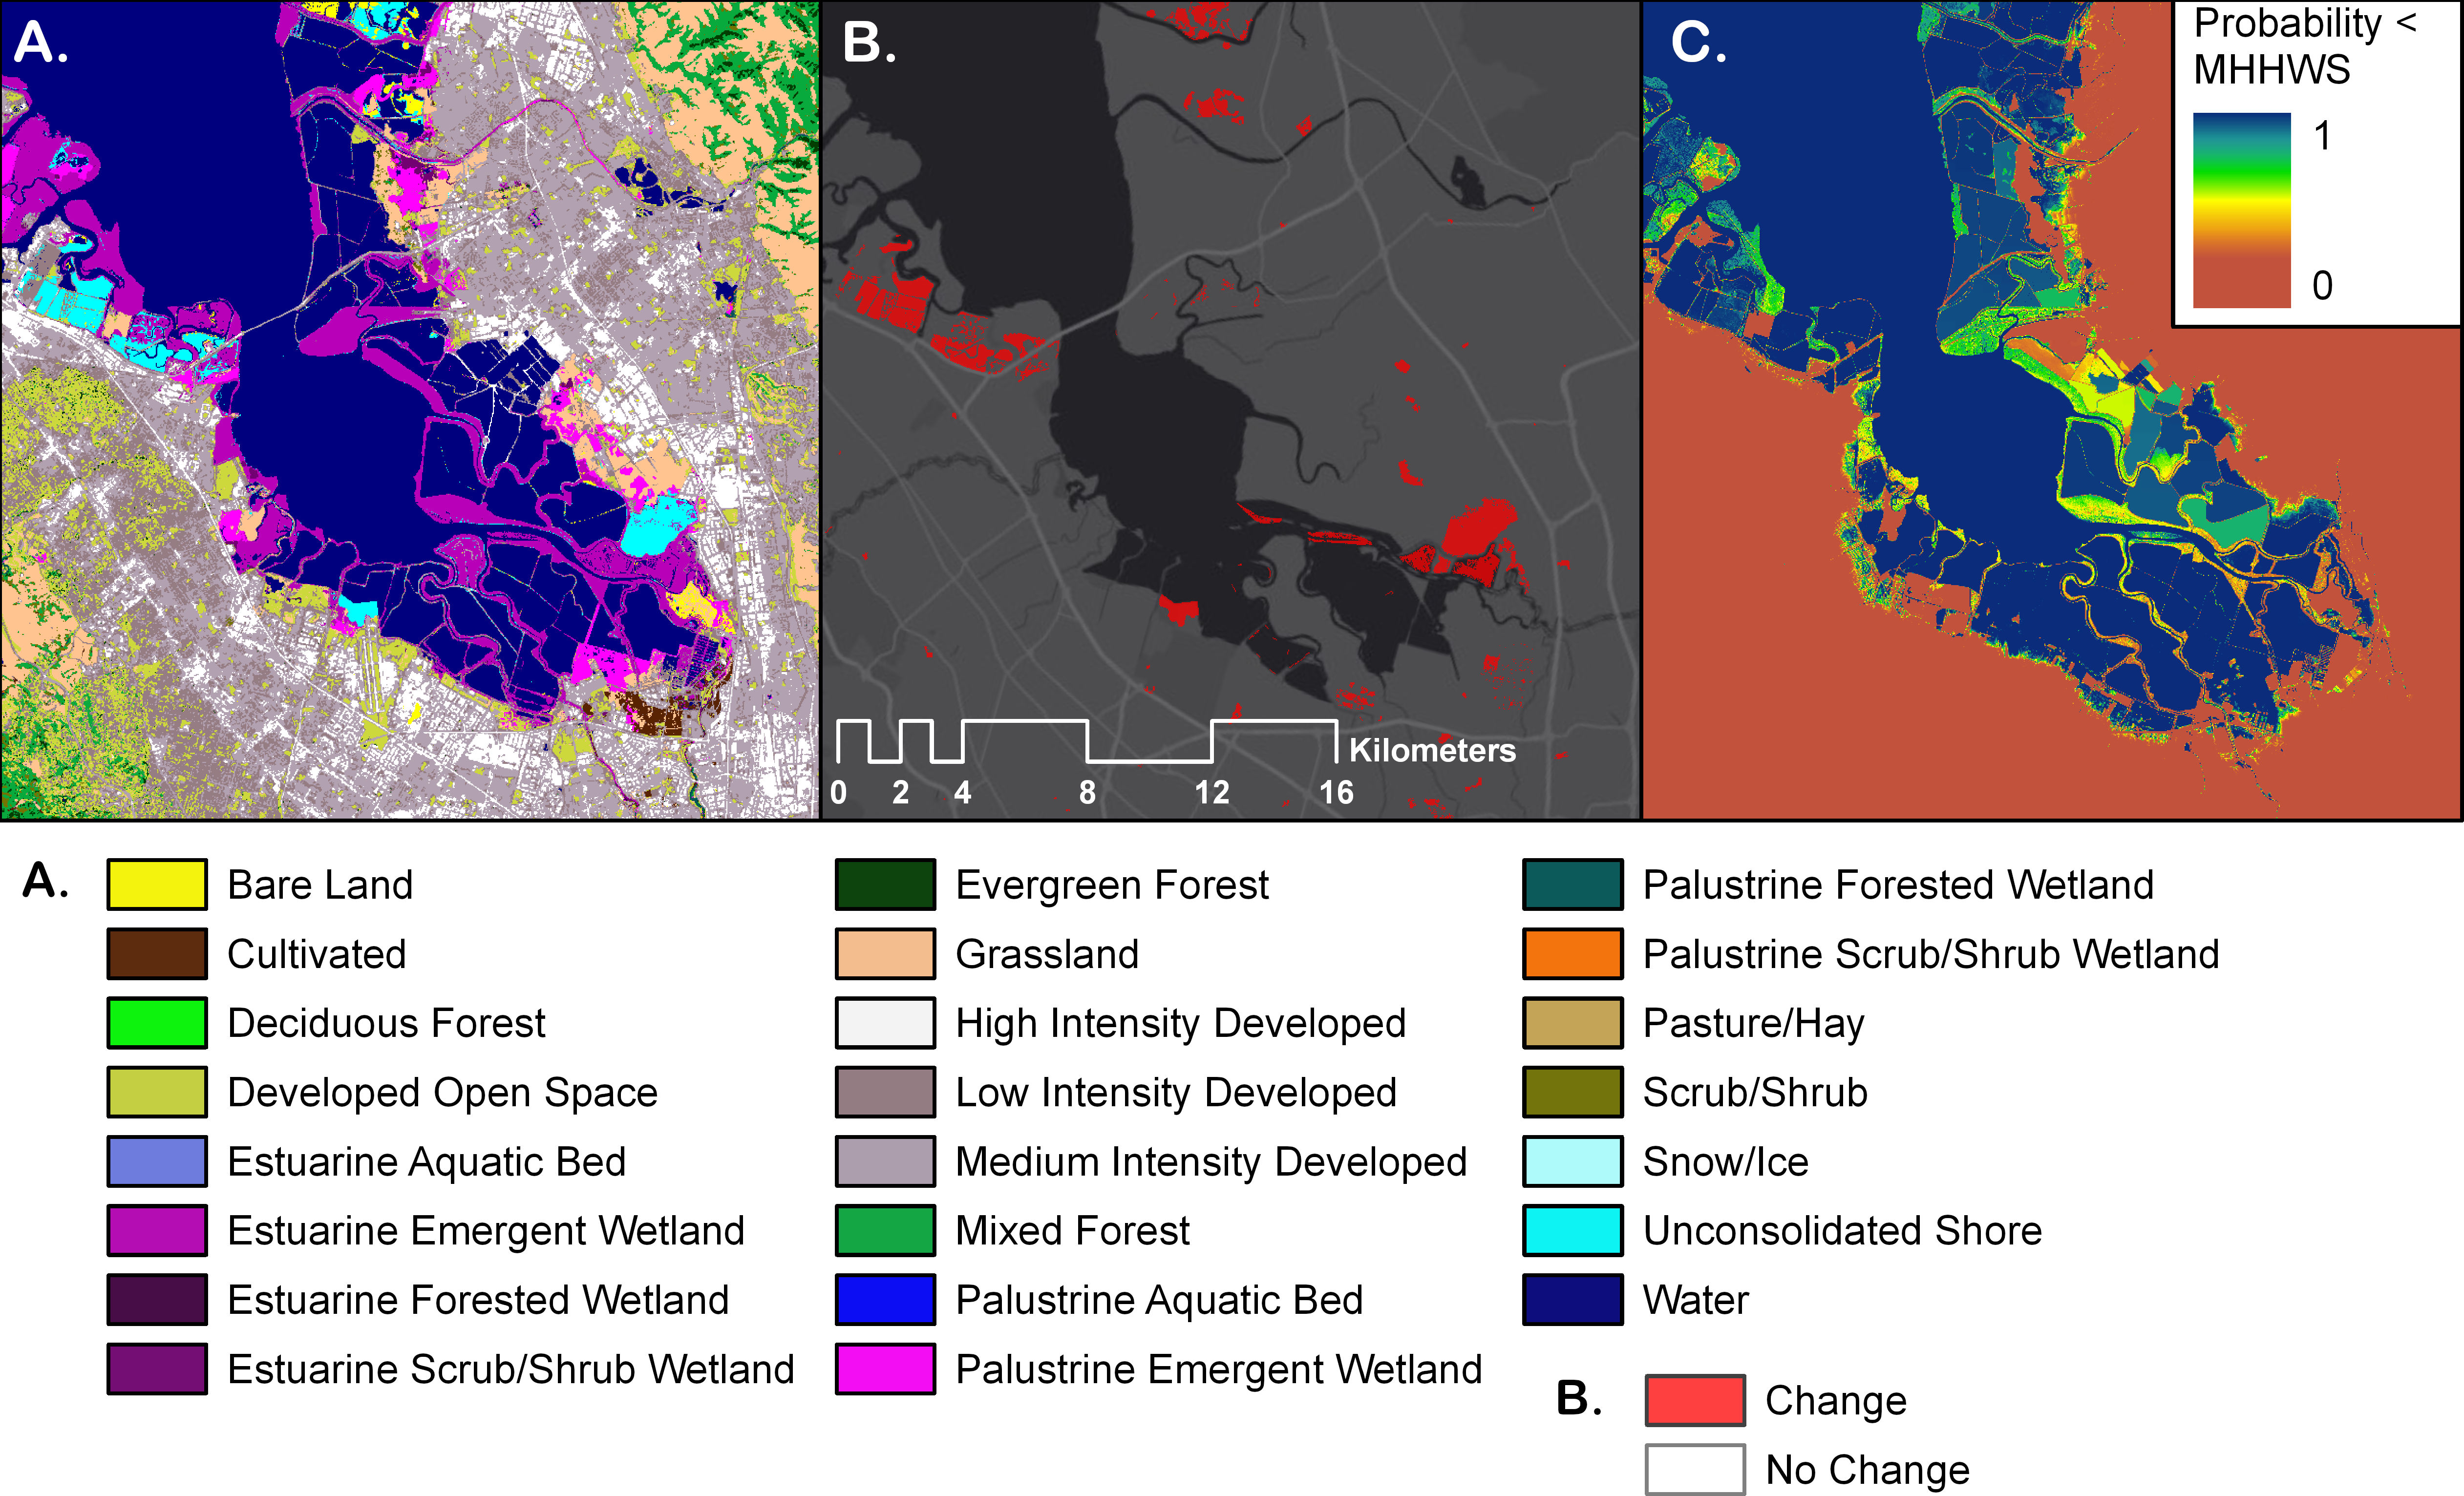 A.
B.
C.
Probability <
MHHWS
1
0
Kilometers
0 2 4 8 12 16
A.
Bare Land
Cultivated
Deciduous Forest
Developed Open Space
Estuarine Aquatic Bed
Estuarine Emergent Wetland
Estuarine Forested Wetland
Estuarine Scrub/Shrub Wetland
Evergreen Forest
Grassland
High Intensity Developed
Low Intensity Developed
Medium Intensity Developed
Mixed Forest
Palustrine Aquatic Bed
Palustrine Emergent Wetland
Palustrine Forested Wetland
Palustrine Scrub/Shrub Wetland
Pasture/Hay
Scrub/Shrub
Snow/Ice
Unconsolidated Shore
Water
B.
Change
No Change